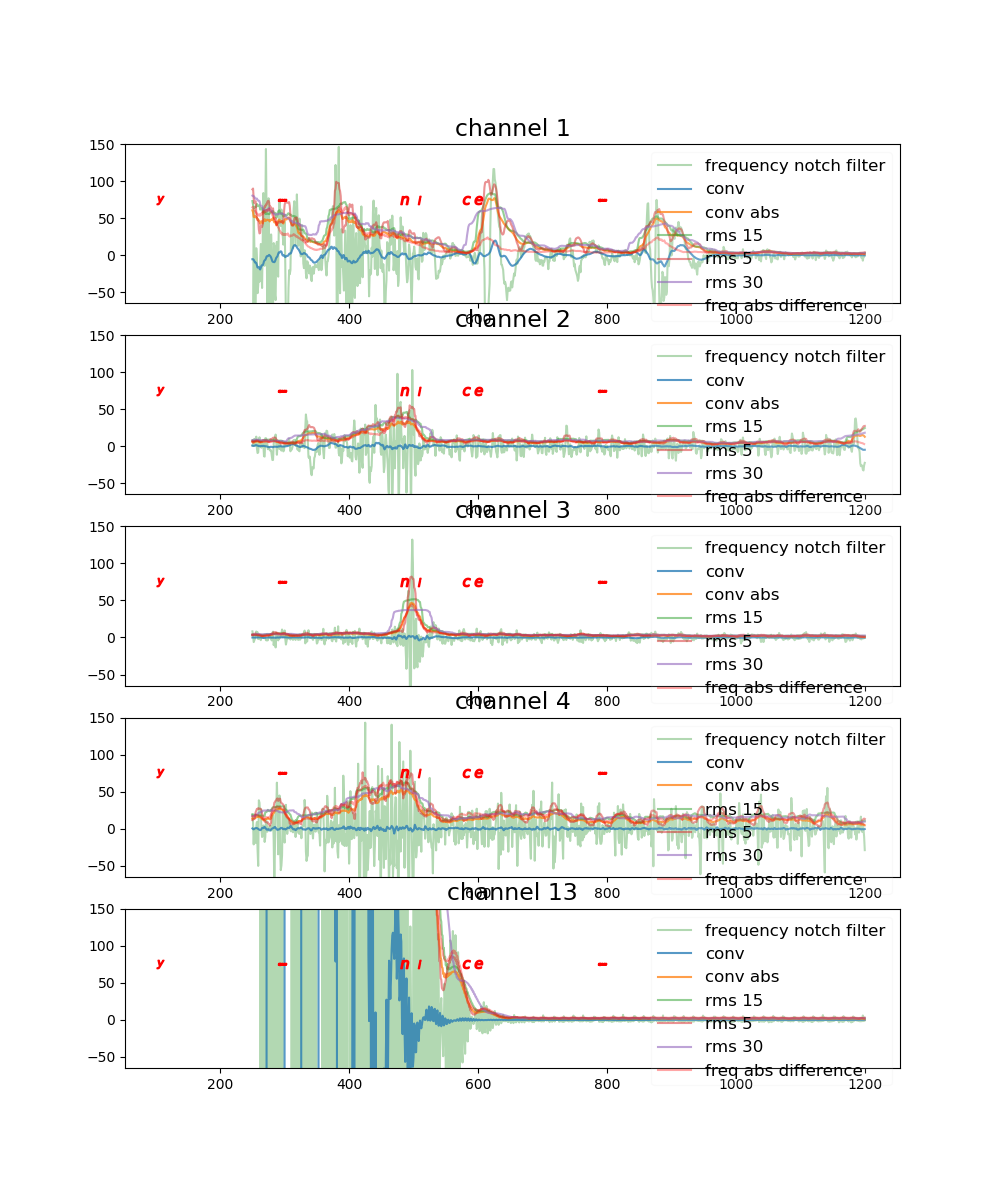 channel 1
150
100
50
0
−50
y - n i c e -
frequency notch filter
conv
conv abs
rms 15
rms 5
rms 30
freq abs difference
200 400 600 800 1000 1200
channel 2
150
100
50
0
−50
y - n i c e -
frequency notch filter
conv
conv abs
rms 15
rms 5
rms 30
freq abs difference
200 400 600 800 1000 1200
channel 3
150
100
50
0
−50
y - n i c e -
frequency notch filter
conv
conv abs
rms 15
rms 5
rms 30
freq abs difference
200 400 600 800 1000 1200
channel 4
150
100
50
0
−50
y - n i c e -
frequency notch filter
conv
conv abs
rms 15
rms 5
rms 30
freq abs difference
200 400 600 800 1000 1200
channel 13
150
100
50
0
−50
y - n i c e -
frequency notch filter
conv
conv abs
rms 15
rms 5
rms 30
freq abs difference
200 400 600 800 1000 1200